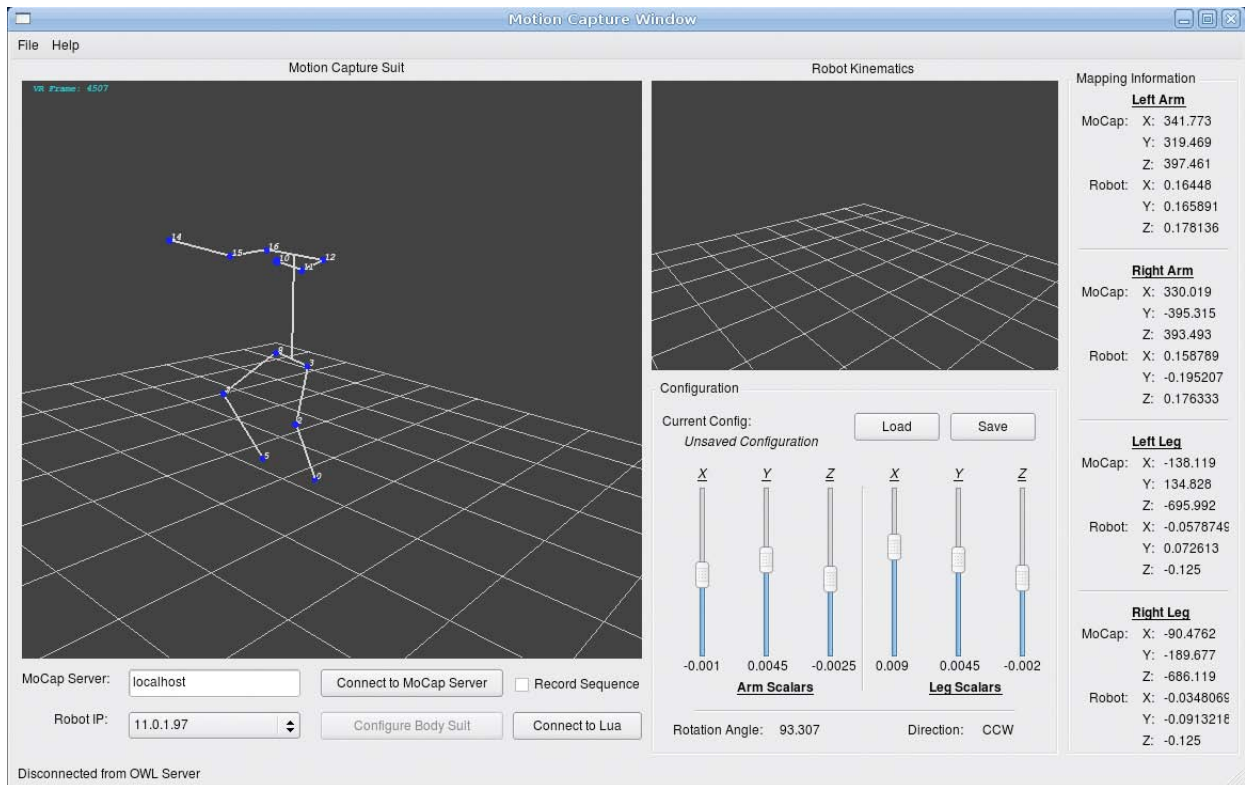 Motion Capture Window
File Help
Motion Capture Suit
VR Frame: 4507
14
15
16
10
11
12
3
5
Robot Kinematics
Configuration
Current Config:
Unsaved Configuration
Load
Save
X Y Z X Y Z
-0.001 0.0045 -0.0025 0.009 0.0045 -0.002
Arm Scalars Leg Scalars
Rotation Angle: 93.307 Direction: CCW
Mapping Information
Left Arm
MoCap: X: 341.773
Y: 319.469
Z: 397.461
Robot: X: 0.16448
Y: 0.165891
Z: 0.178136
Right Arm
MoCap: X: 330.019
Y: -395.315
Z: 393.493
Robot: X: 0.158789
Y: -0.195207
Z: 0.176333
Left Leg
MoCap: X: -138.119
Y: 134.828
Z: -695.992
Robot: X: -0.0578749
Y: 0.072613
Z: -0.125
Right Leg
MoCap: X: -90.4762
Y: -189.677
Z: -686.119
Robot: X: -0.0348069
Y: -0.0913218
Z: -0.125
MoCap Server: localhost Connect to MoCap Server Record Sequence
Robot IP: 11.0.1.97 Configure Body Suit Connect to Lua
Disconnected from OWL Server